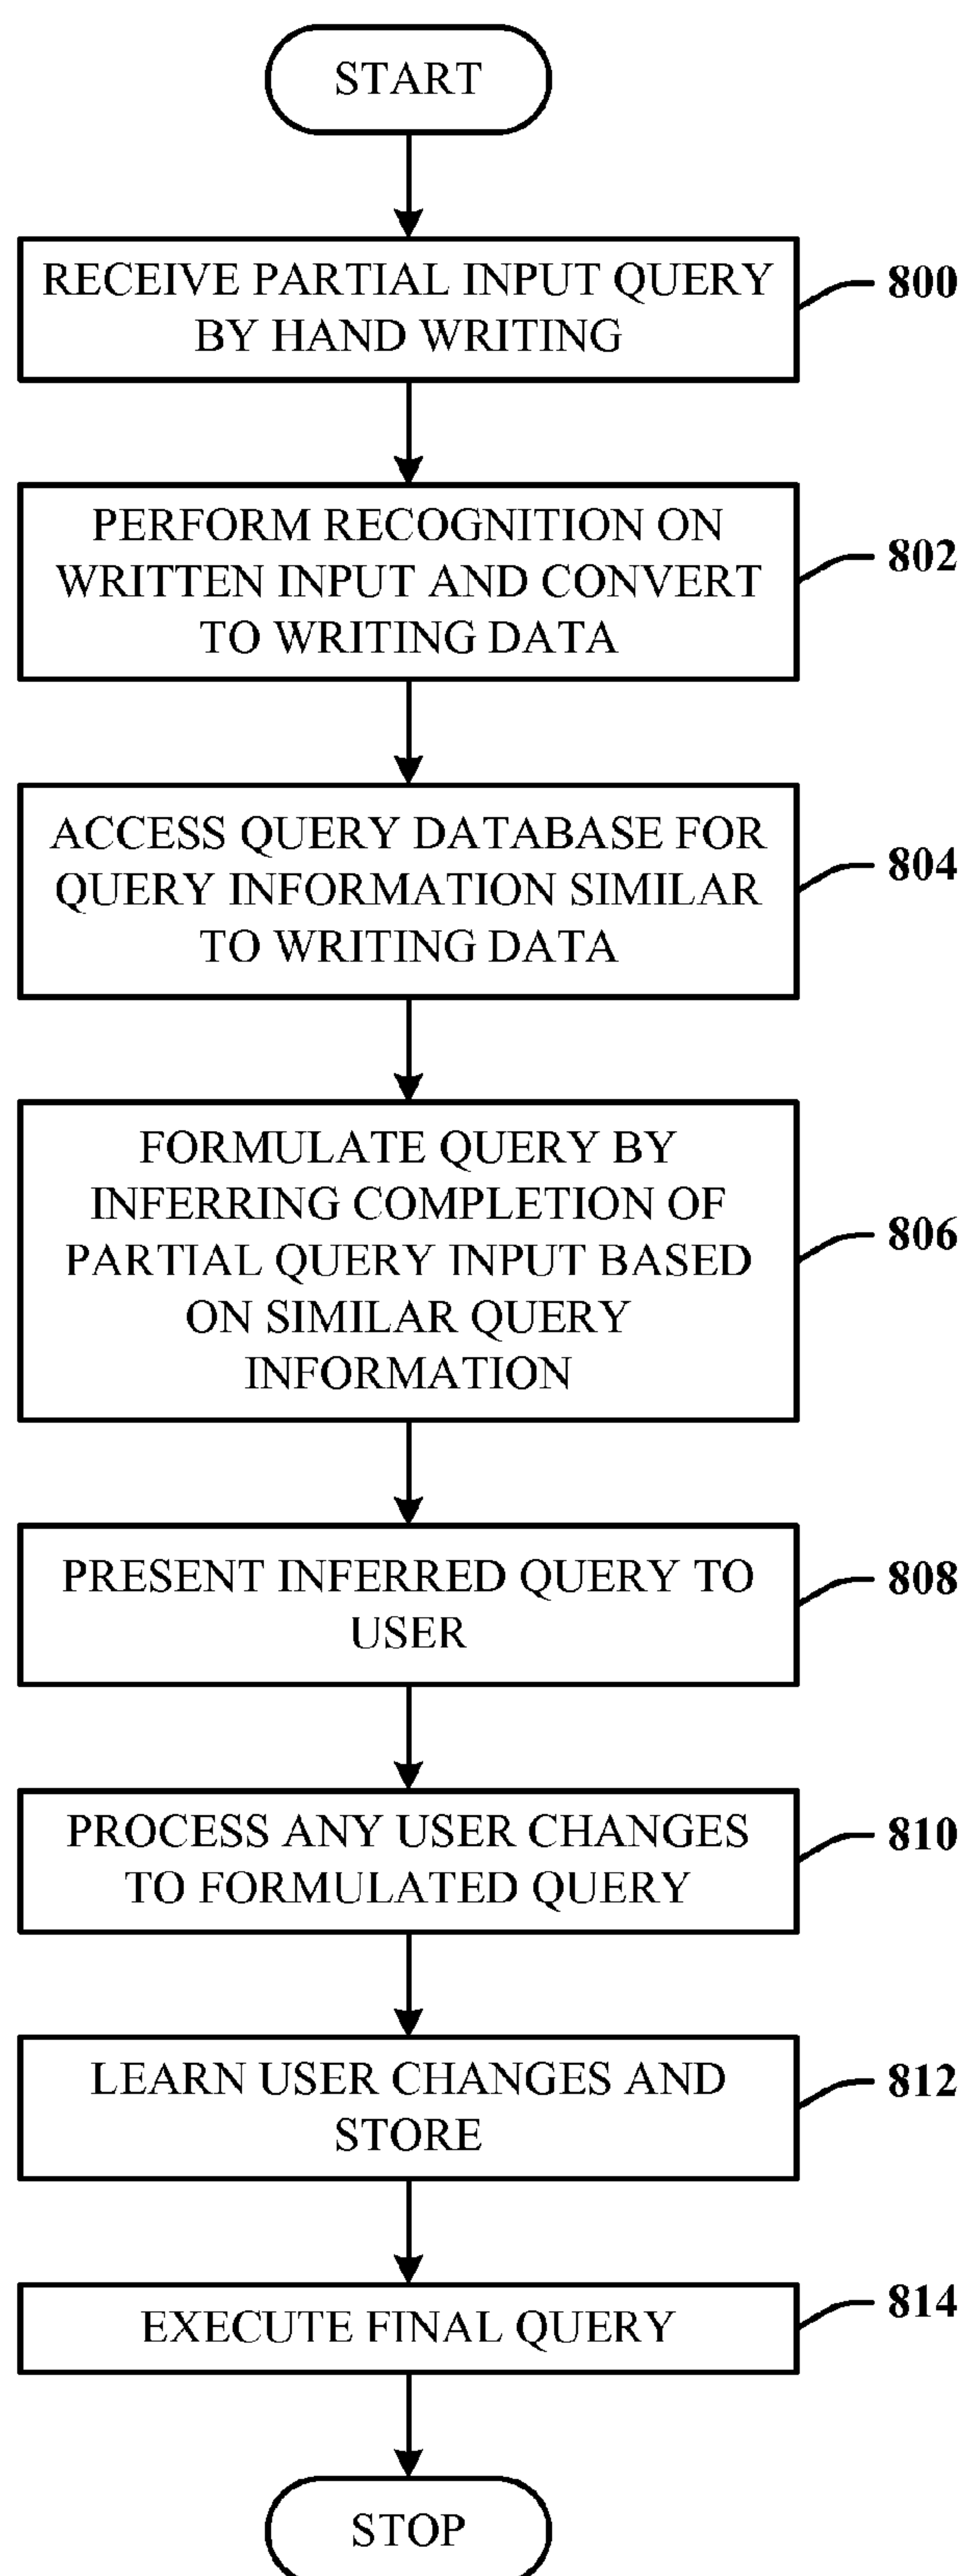 START
RECEIVE PARTIAL INPUT QUERY
BY HAND WRITING
800
PERFORM RECOGNITION ON
WRITTEN INPUT AND CONVERT
TO WRITING DATA
802
ACCESS QUERY DATABASE FOR
QUERY INFORMATION SIMILAR
TO WRITING DATA
804
FORMULATE QUERY BY
INFERRING COMPLETION OF
PARTIAL QUERY INPUT BASED
ON SIMILAR QUERY
INFORMATION
806
PRESENT INFERRED QUERY TO
USER
808
PROCESS ANY USER CHANGES
TO FORMULATED QUERY
810
LEARN USER CHANGES AND
STORE
812
EXECUTE FINAL QUERY
814
STOP